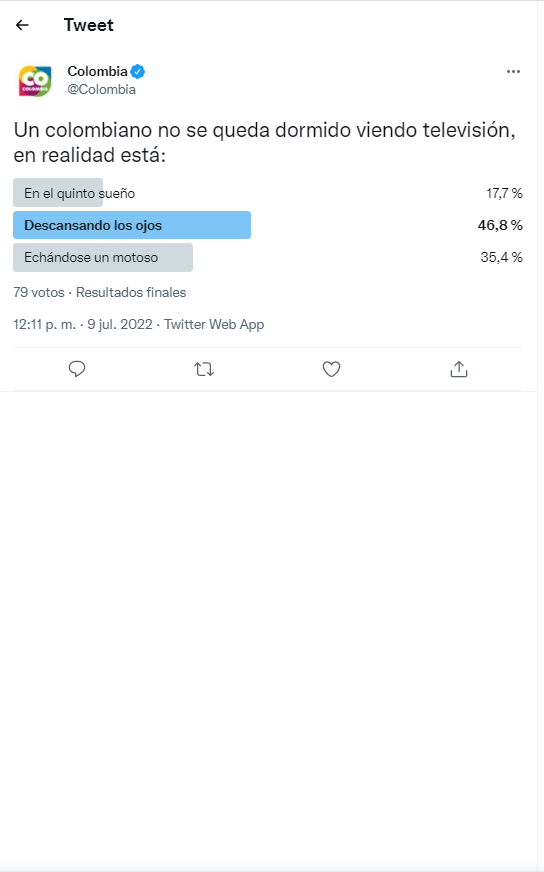 Tweet
CO
COLOMBIA
Colombia
@Colombia
Un colombiano no se queda dormido viendo televisión,
en realidad está:
En el quinto sueño 17,7 %
Descansando los ojos 46,8 %
Echándose un motoso 35,4 %
79 votos · Resultados finales
12:11 p. m. · 9 jul. 2022 · Twitter Web App